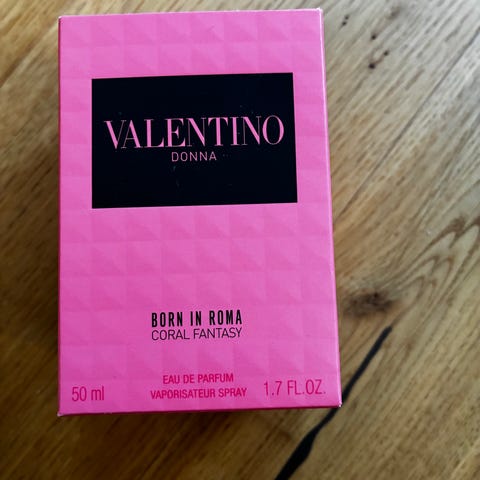 VALENTINO
DONNA
BORN IN ROMA
CORAL FANTASY
EAU DE PARFUM
50 ml VAPORISATEUR SPRAY 1.7 FL.OZ.